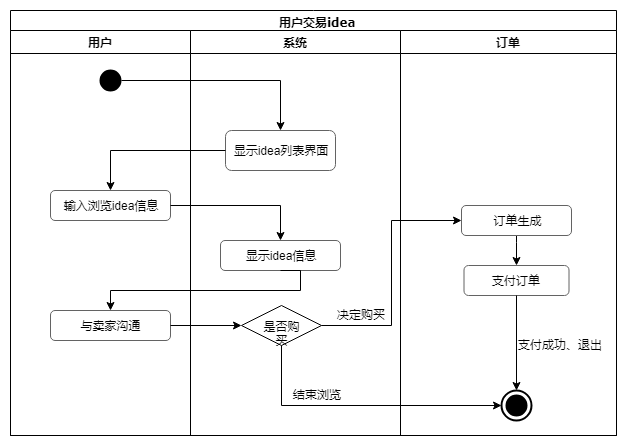 用户交易idea
用户
系统
订单
显示idea列表界面
输入浏览idea信息
订单生成
显示idea信息
支付订单
决定购买
与卖家沟通
是否购
买
支付成功、退出
结束浏览